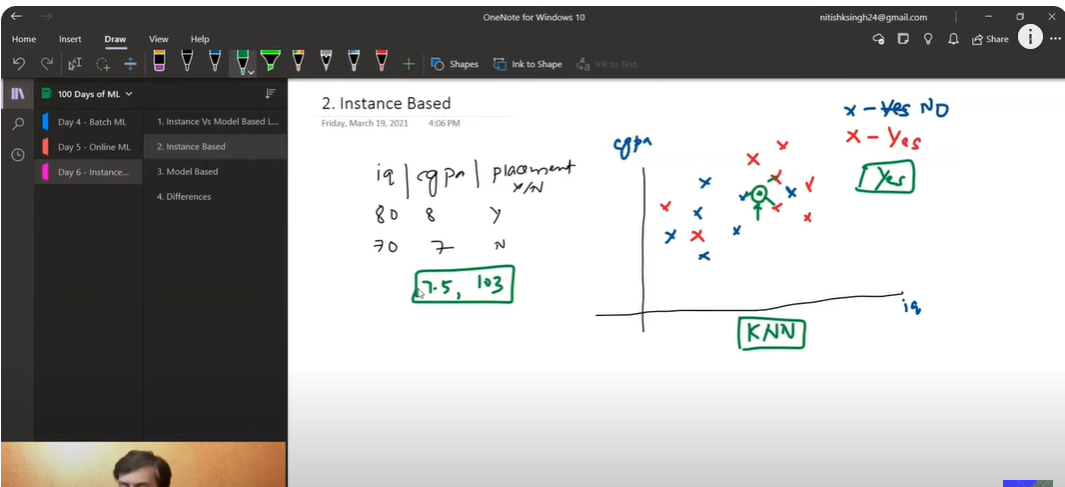 OneNote for Windows 10
nitishksingh24@gmail.com
Home Insert Draw View Help
Share
Shapes Ink to Shape Ink to Text
100 Days of ML
Day 4 - Batch ML
Day 5 - Online ML
Day 6 - Instance...
1. Instance Vs Model Based L...
2. Instance Based
3. Model Based
4. Differences
2. Instance Based
Friday, March 19, 2021 4:06 PM
iq | cgpa | placement
Y/N
80 8 Y
70 7 N
7.5, 103
cgpa
iq
KNN
x - Yes NO
x - Yes
Yes